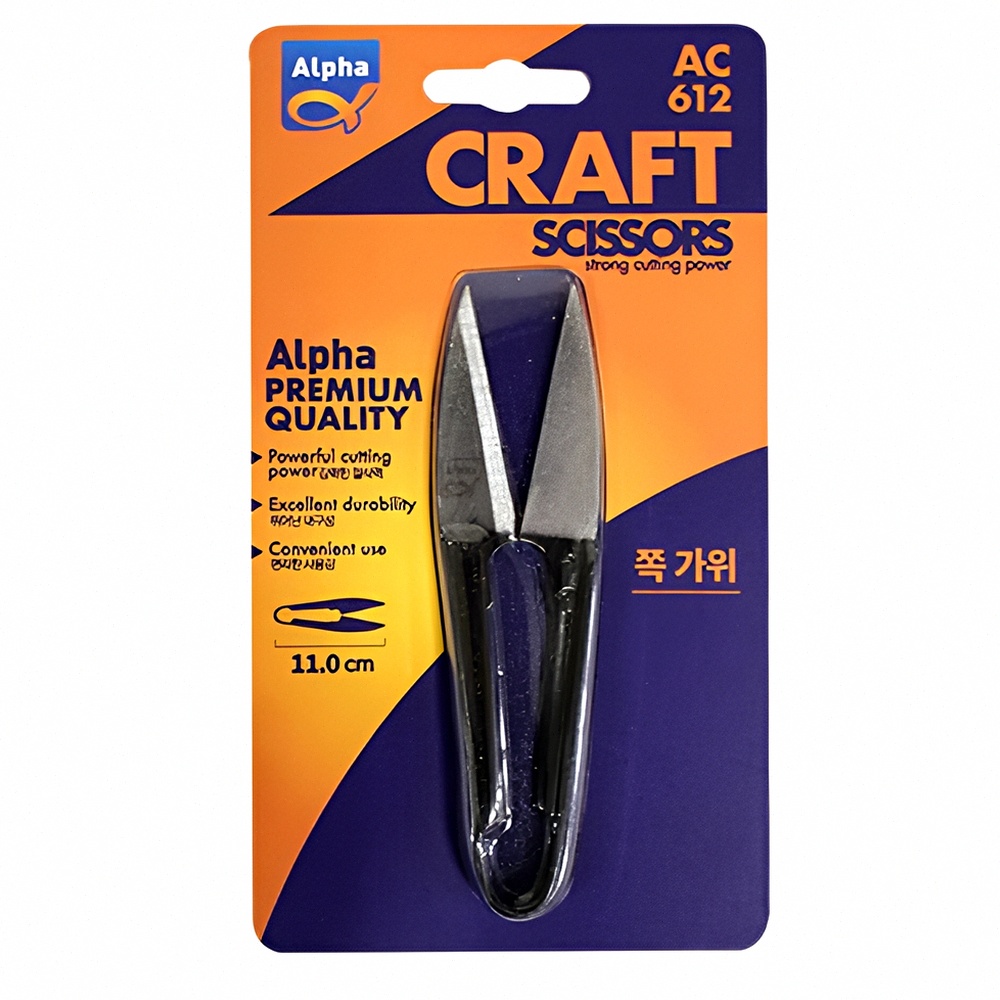 Alpha
AC
612
CRAFT
SCISSORS
strong cutting power
Alpha
PREMIUM
QUALITY
Powerful cutting
power
Excellent durability
Convenient use
11.0 cm
쪽 가위